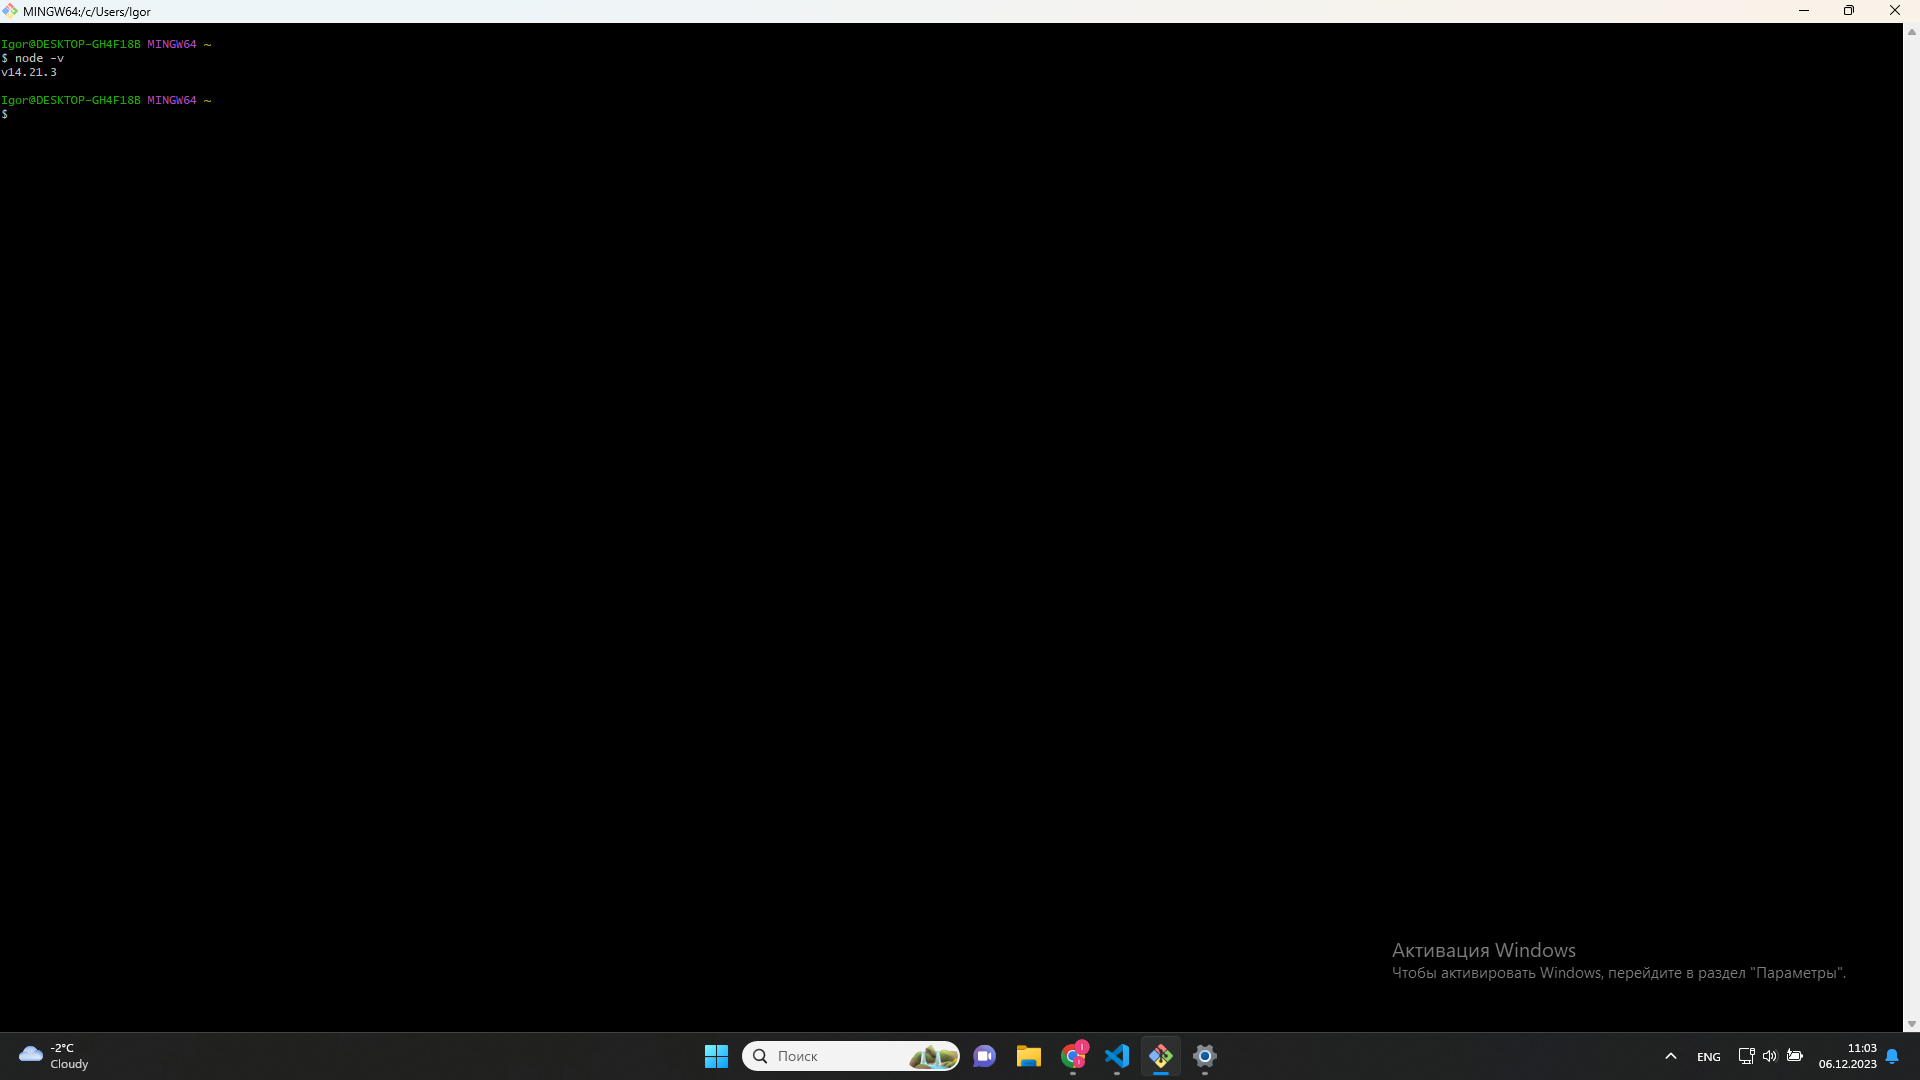 MINGW64:/c/Users/Igor
Igor@DESKTOP-GH4F18B MINGW64 ~
$ node -v
v14.21.3
Igor@DESKTOP-GH4F18B MINGW64 ~
$
Активация Windows
Чтобы активировать Windows, перейдите в раздел "Параметры".
-2°C
Cloudy
Поиск
ENG
11:03
06.12.2023